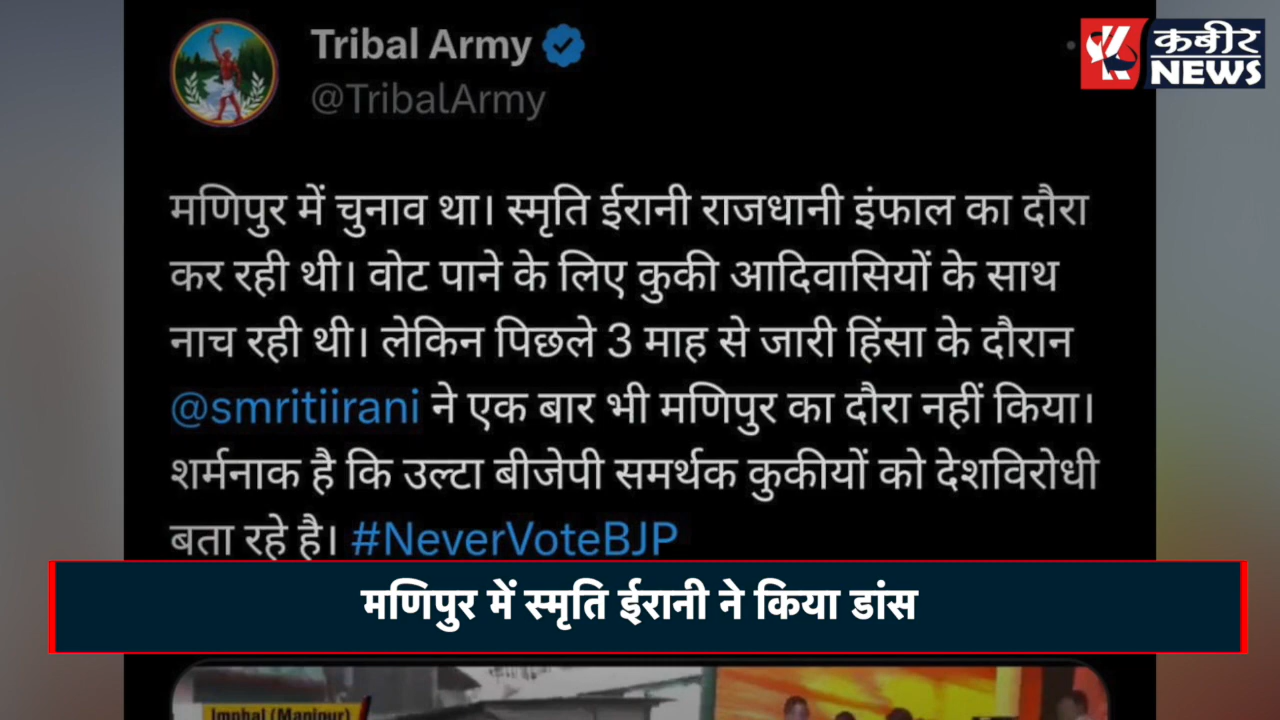 Tribal Army
@TribalArmy
कबीर
NEWS
मणिपुर में चुनाव था। स्मृति ईरानी राजधानी इंफाल का दौरा
कर रही थी। वोट पाने के लिए कुकी आदिवासियों के साथ
नाच रही थी। लेकिन पिछले 3 माह से जारी हिंसा के दौरान
@smritiirani ने एक बार भी मणिपुर का दौरा नहीं किया।
शर्मनाक है कि उल्टा बीजेपी समर्थक कुकीयों को देशविरोधी
बता रहे है। #NeverVoteBJP
मणिपुर में स्मृति ईरानी ने किया डांस
Imphal (Manipur)